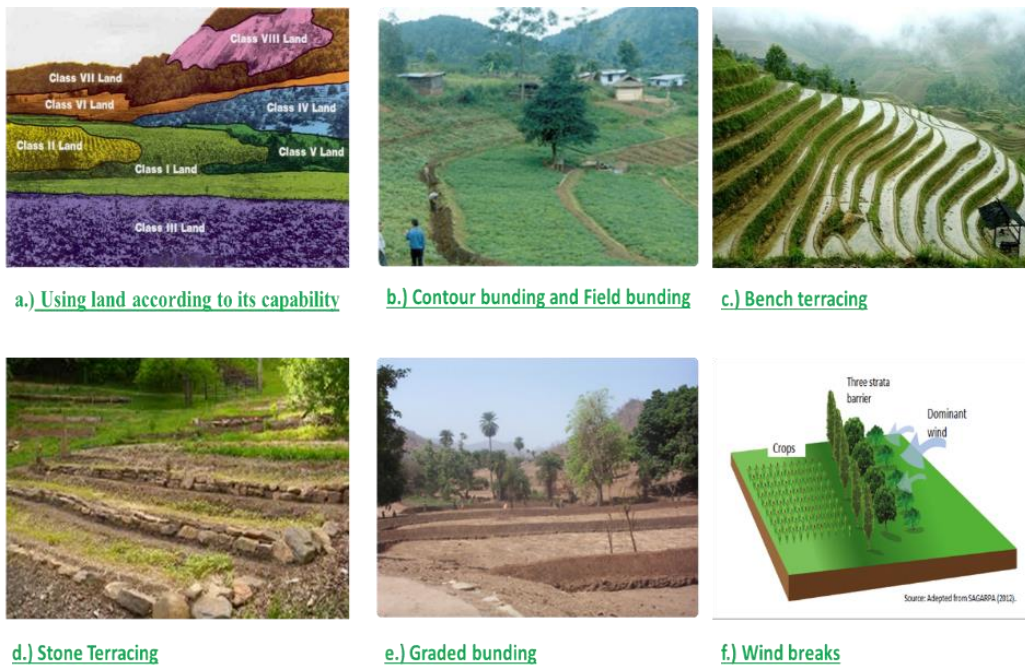 Class VIII Land
Class VII Land
Class VI Land
Class IV Land
Class II Land
Class V Land
Class I Land
Class III Land
a.) Using land according to its capability
b.) Contour bunding and Field bunding
c.) Bench terracing
Three strata
barrier
Dominant
wind
Crops
Source: Adepted from SAGARPA (2012).
d.) Stone Terracing
e.) Graded bunding
f.) Wind breaks